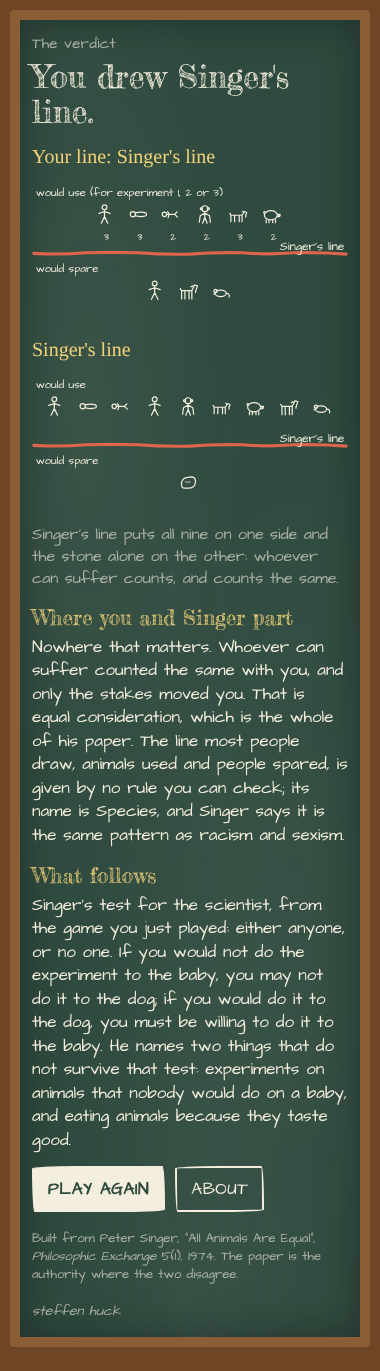 The verdict
You drew Singer's
line.
Your line: Singer's line
would use (for experiment 1, 2 or 3)
3 3 2 2 3 2
Singer's line
would spare
Singer's line
would use
Singer's line
would spare
Singer's line puts all nine on one side and
the stone alone on the other: whoever
can suffer counts, and counts the same.
Where you and Singer part
Nowhere that matters. Whoever can
suffer counted the same with you, and
only the stakes moved you. That is
equal consideration, which is the whole
of his paper. The line most people
draw, animals used and people spared, is
given by no rule you can check; its
name is Species, and Singer says it is
the same pattern as racism and sexism.
What follows
Singer's test for the scientist, from
the game you just played: either anyone,
or no one. If you would not do the
experiment to the baby, you may not
do it to the dog; if you would do it to
the dog, you must be willing to do it to
the baby. He names two things that do
not survive that test: experiments on
animals that nobody would do on a baby,
and eating animals because they taste
good.
PLAY AGAIN ABOUT
Built from Peter Singer, "All Animals Are Equal",
Philosophic Exchange 5(1), 1974. The paper is the
authority where the two disagree.
steffen huck